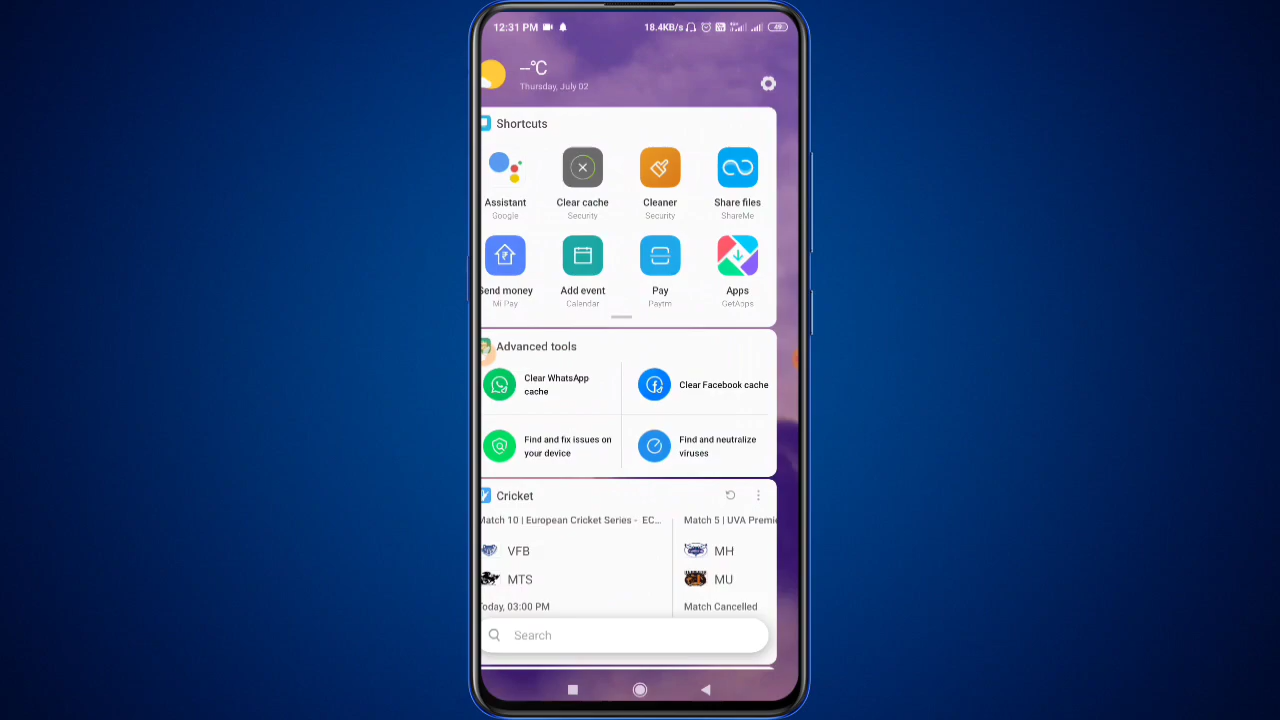 12:31 PM
18.4KB/s
49
--°C
Thursday, July 02
Shortcuts
Assistant
Clear cache
Cleaner
Share files
Google
Security
Security
ShareMe
Send money
Add event
Pay
Apps
Mi Pay
Calendar
Paytm
GetApps
Advanced tools
Clear WhatsApp
cache
Clear Facebook cache
Find and fix issues on
your device
Find and neutralize
viruses
Cricket
Match 10 | European Cricket Series - EC...
Match 5 | UVA Premie
VFB
MH
MTS
MU
Today, 03:00 PM
Match Cancelled
Search